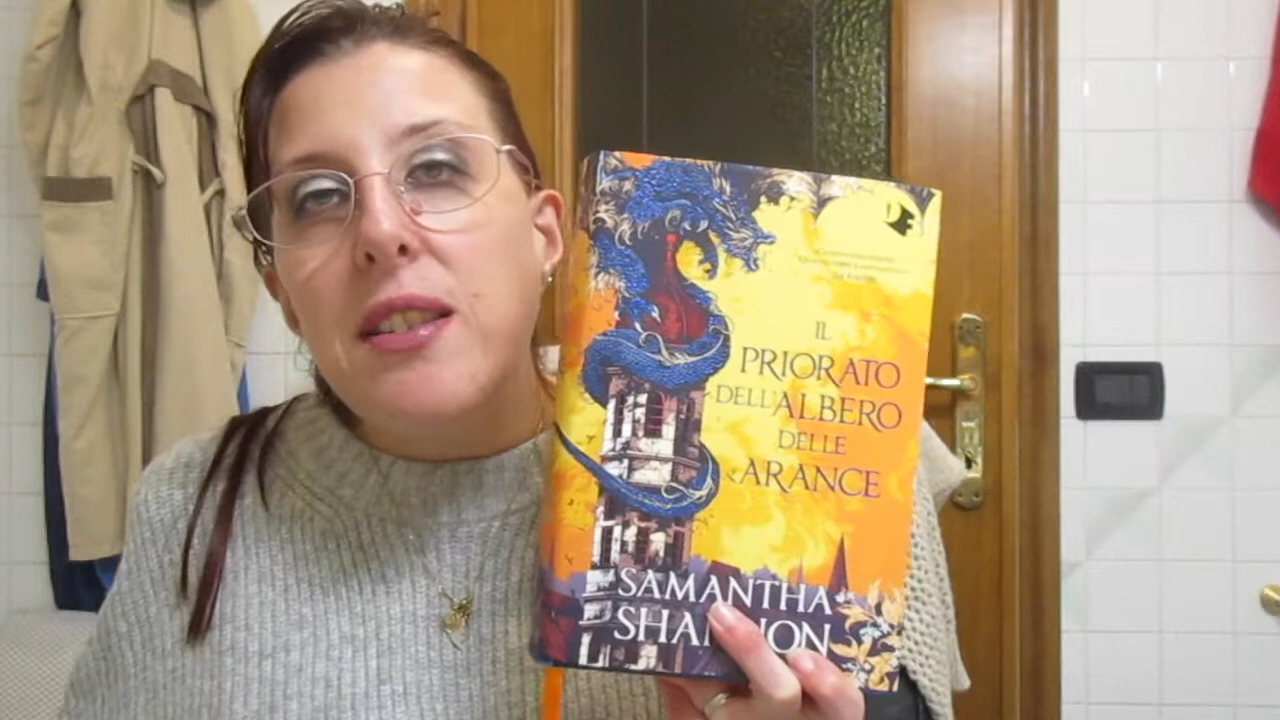 IL
PRIORATO
DELL'ALBERO
DELLE
ARANCE
SAMANTHA
SHANNON